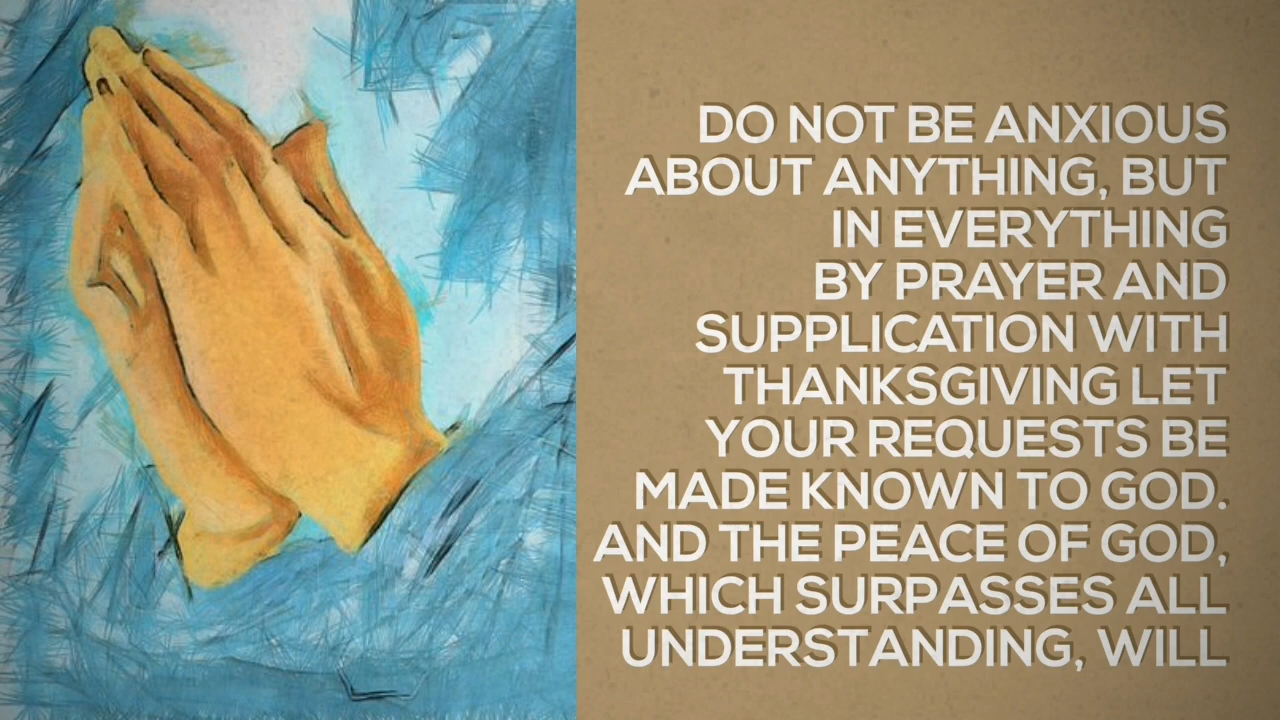 DO NOT BE ANXIOUS
ABOUT ANYTHING, BUT
IN EVERYTHING
BY PRAYER AND
SUPPLICATION WITH
THANKSGIVING LET
YOUR REQUESTS BE
MADE KNOWN TO GOD.
AND THE PEACE OF GOD,
WHICH SURPASSES ALL
UNDERSTANDING, WILL